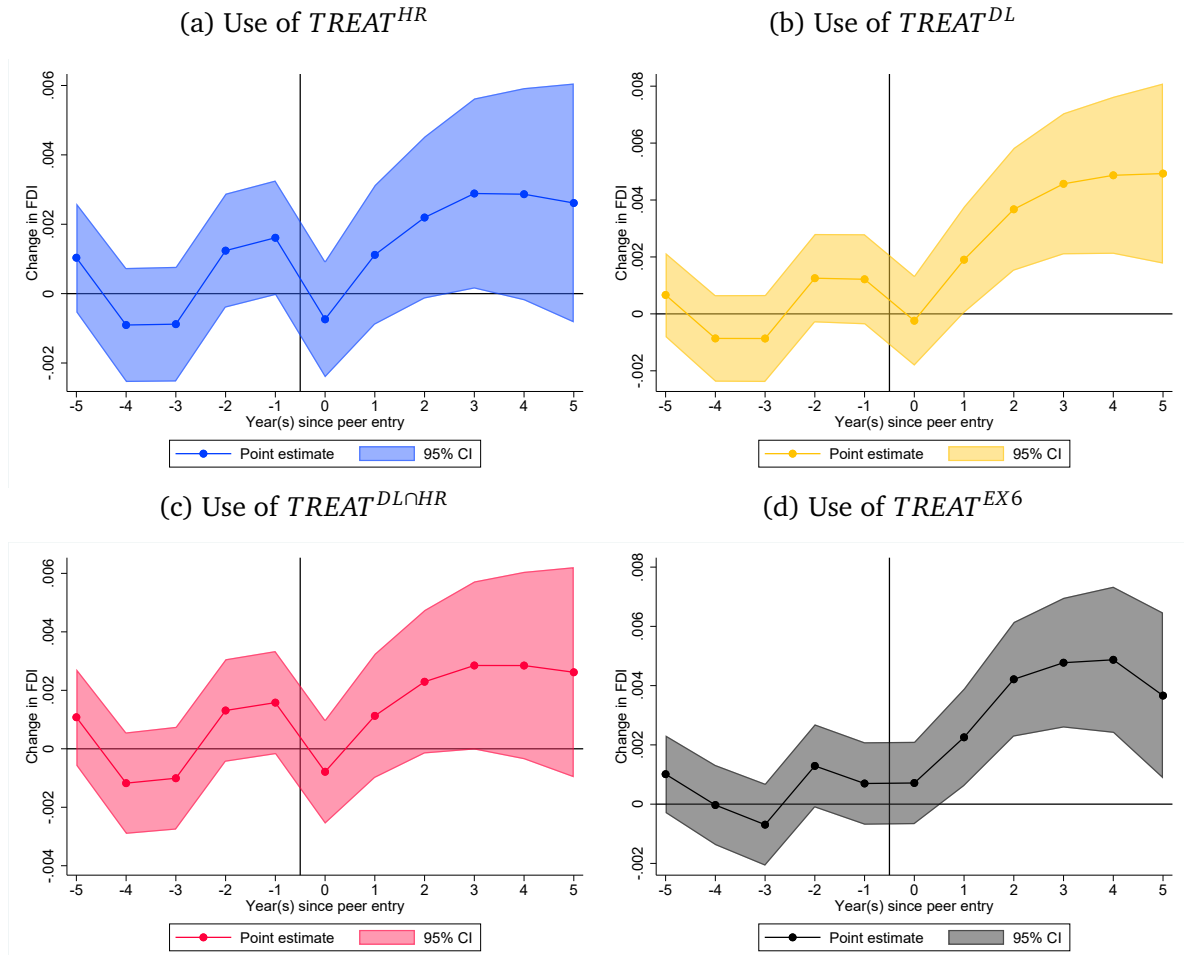 (a) Use of TREAT^HR
(b) Use of TREAT^DL
Change in FDI
.006
.004
.002
0
-.002
-5 -4 -3 -2 -1 0 1 2 3 4 5
Year(s) since peer entry
Point estimate 95% CI
Change in FDI
.008
.006
.004
.002
0
-.002
-5 -4 -3 -2 -1 0 1 2 3 4 5
Year(s) since peer entry
Point estimate 95% CI
(c) Use of TREAT^DL∩HR
(d) Use of TREAT^EX6
Change in FDI
.006
.004
.002
0
-.002
-.004
-5 -4 -3 -2 -1 0 1 2 3 4 5
Year(s) since peer entry
Point estimate 95% CI
Change in FDI
.008
.006
.004
.002
0
-.002
-5 -4 -3 -2 -1 0 1 2 3 4 5
Year(s) since peer entry
Point estimate 95% CI